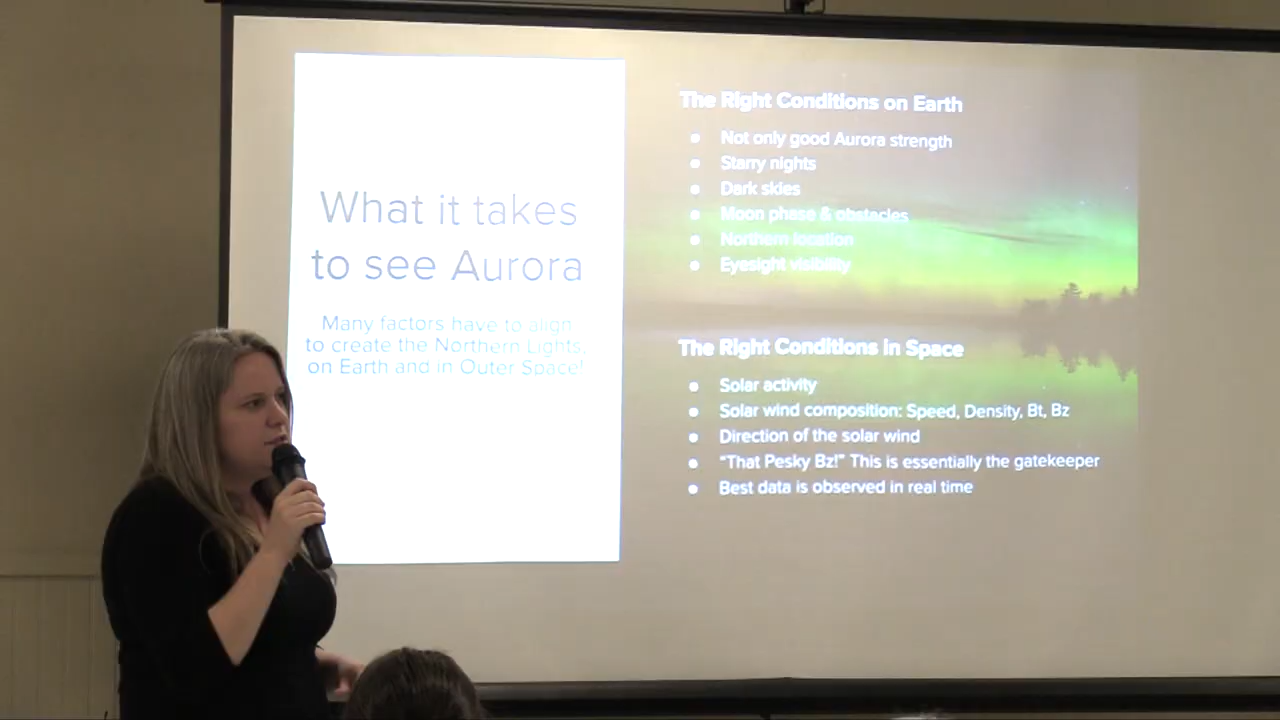 What it takes
to see Aurora
Many factors have to align
to create the Northern Lights,
on Earth and in Outer Space!
The Right Conditions on Earth
● Not only good Aurora strength
● Starry nights
● Dark skies
● Moon phase & obstacles
● Northern location
● Eyesight visibility
The Right Conditions in Space
● Solar activity
● Solar wind composition: Speed, Density, Bt, Bz
● Direction of the solar wind
● “That Pesky Bz!” This is essentially the gatekeeper
● Best data is observed in real time